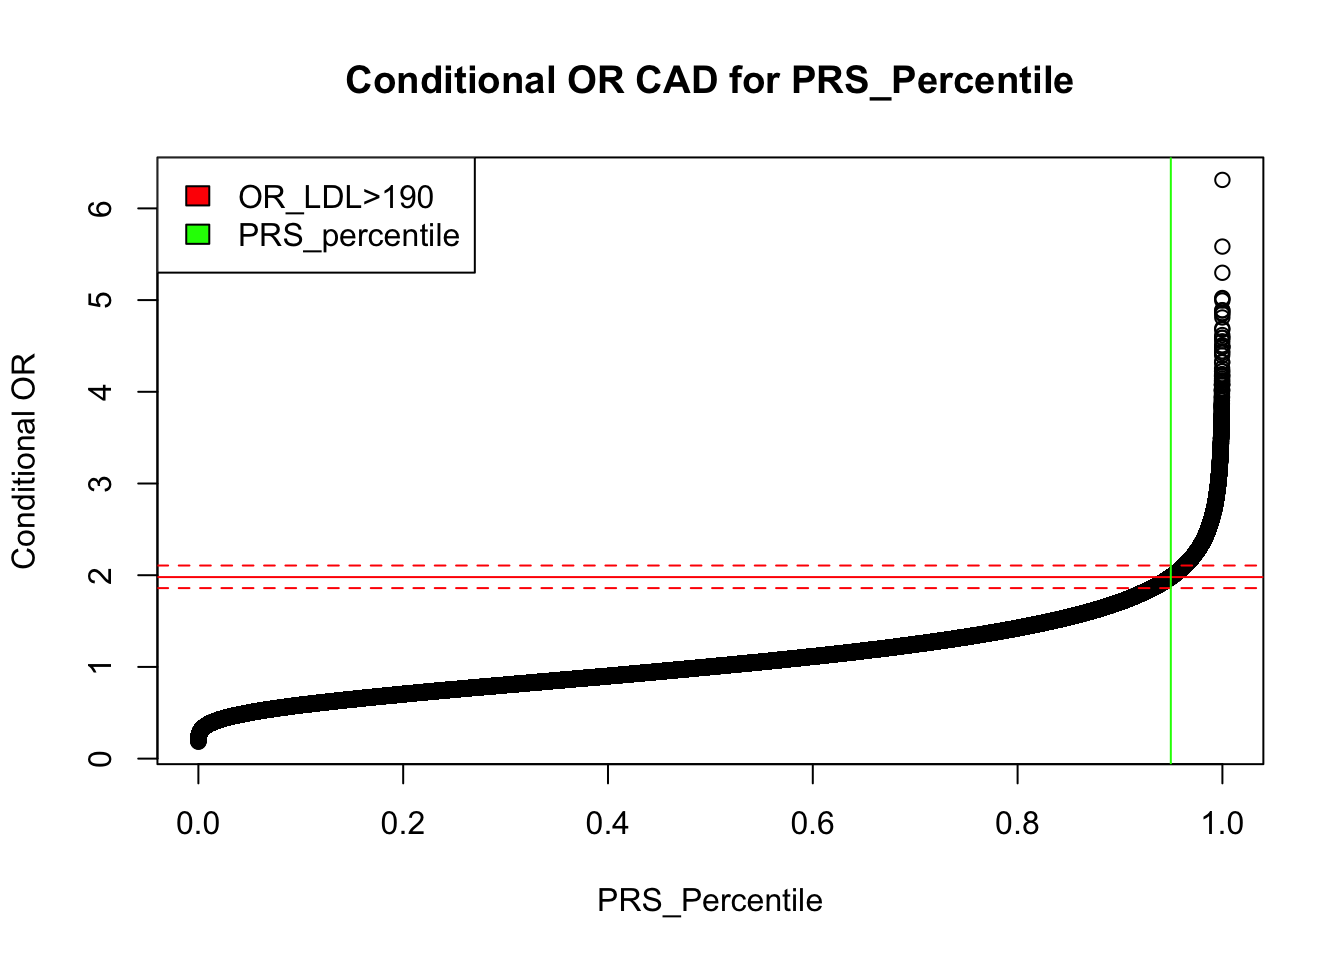 Conditional OR CAD for PRS_Percentile
OR_LDL>190
PRS_percentile
Conditional OR
6
5
4
3
2
1
0
0.0 0.2 0.4 0.6 0.8 1.0
PRS_Percentile